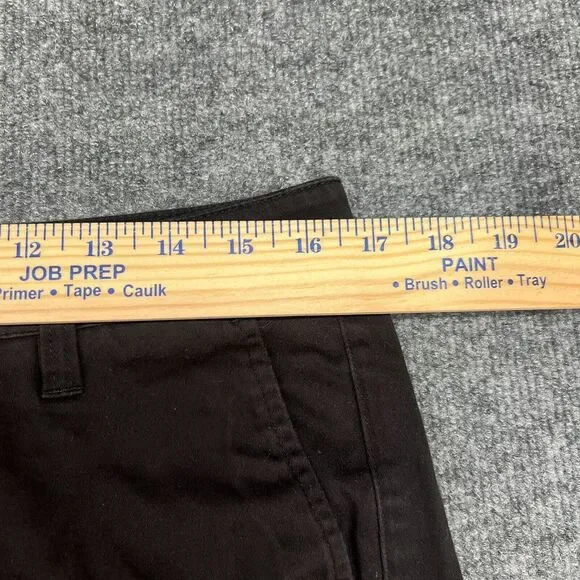 12 13 14 15 16 17 18 19 20
JOB PREP PAINT
Primer • Tape • Caulk • Brush • Roller • Tray